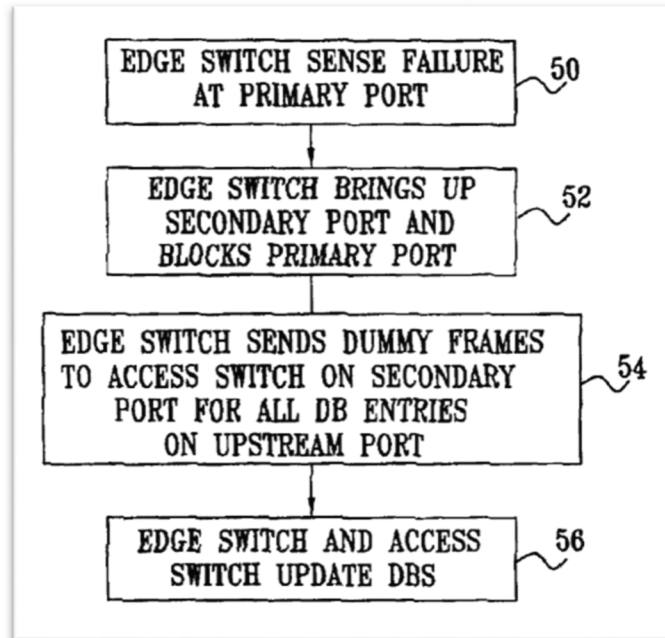 EDGE SWITCH SENSE FAILURE
AT PRIMARY PORT
50
EDGE SWITCH BRINGS UP
SECONDARY PORT AND
BLOCKS PRIMARY PORT
52
EDGE SWITCH SENDS DUMMY FRAMES
TO ACCESS SWITCH ON SECONDARY
PORT FOR ALL DB ENTRIES
ON UPSTREAM PORT
54
EDGE SWITCH AND ACCESS
SWITCH UPDATE DBS
56